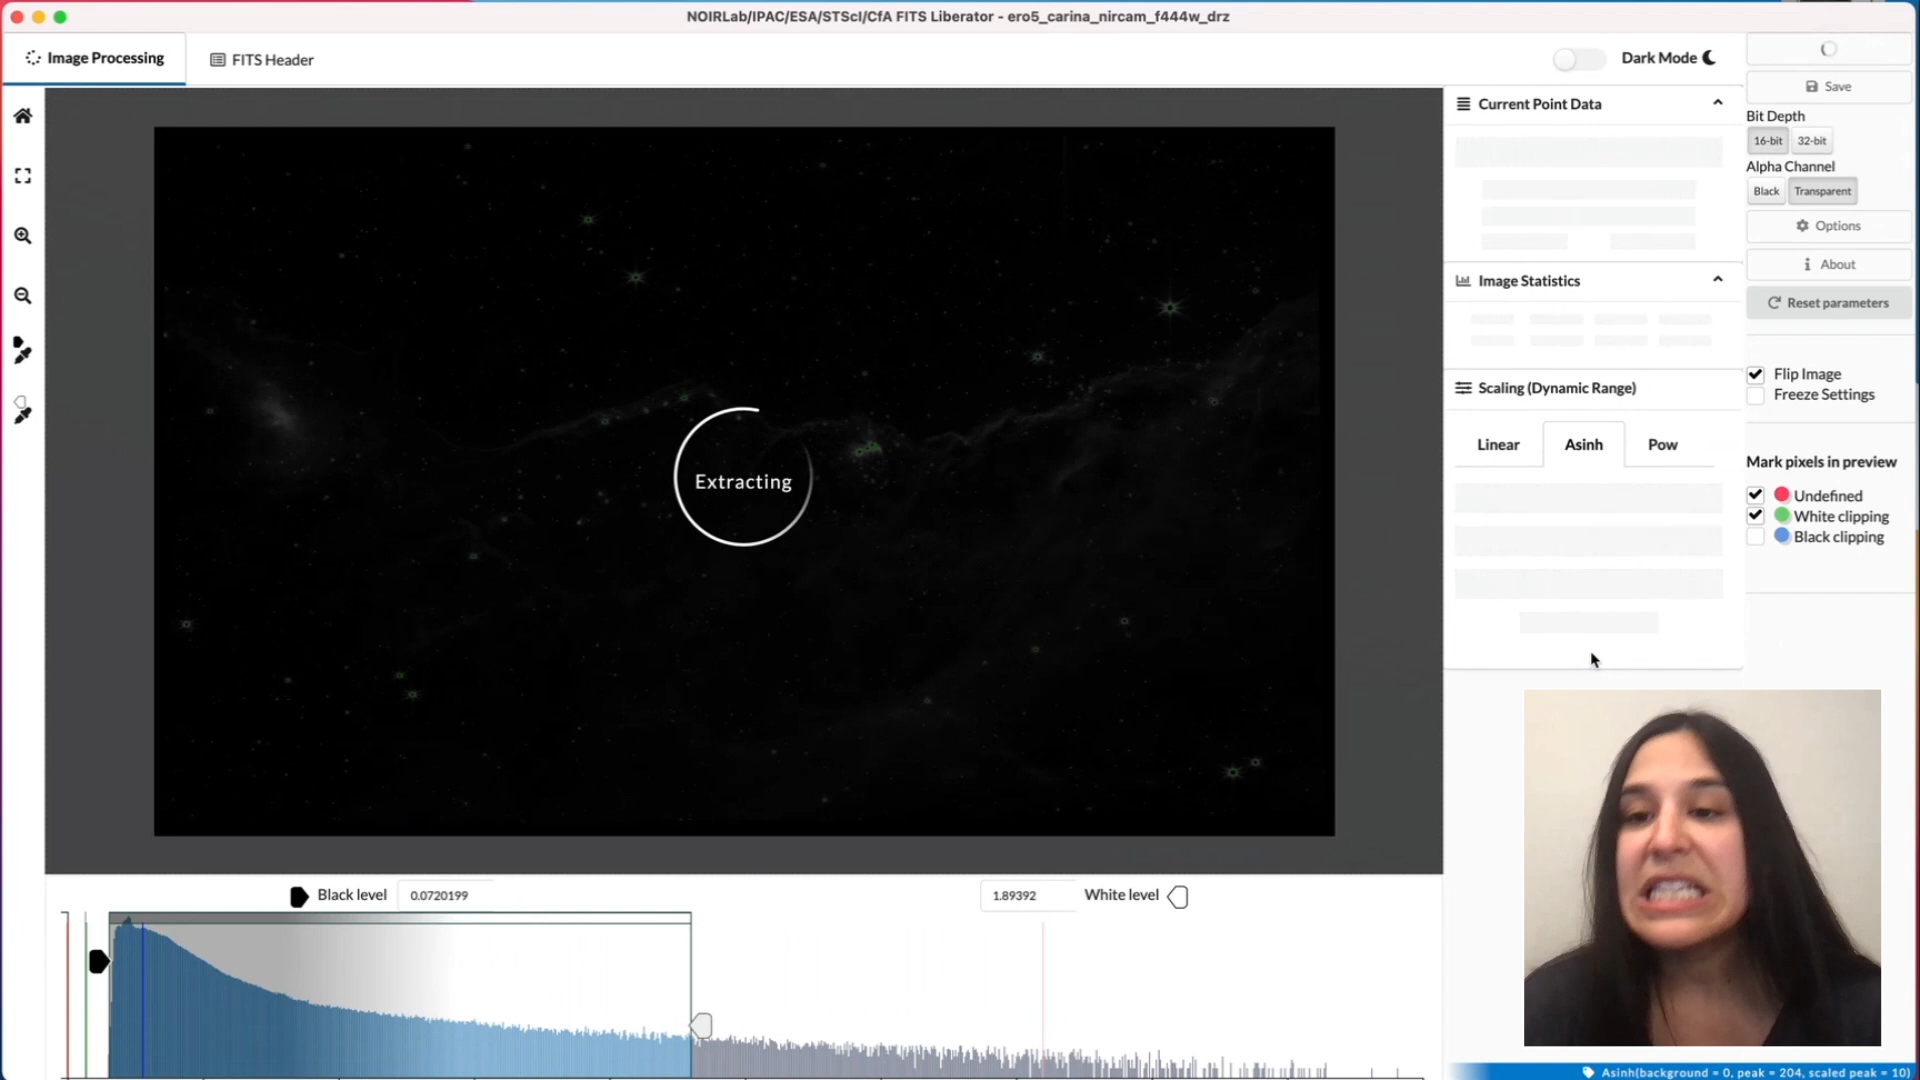 NOIRLab/IPAC/ESA/STScI/CfA FITS Liberator - ero5_carina_nircam_f444w_drz
Image Processing
FITS Header
Dark Mode
Save
Bit Depth
16-bit
32-bit
Alpha Channel
Black
Transparent
Options
About
Reset parameters
Flip Image
Freeze Settings
Mark pixels in preview
Undefined
White clipping
Black clipping
Current Point Data
Image Statistics
Scaling (Dynamic Range)
Linear
Asinh
Pow
Extracting
Black level
0.0720199
1.89392
White level
Asinh(background = 0, peak = 204, scaled peak = 10)